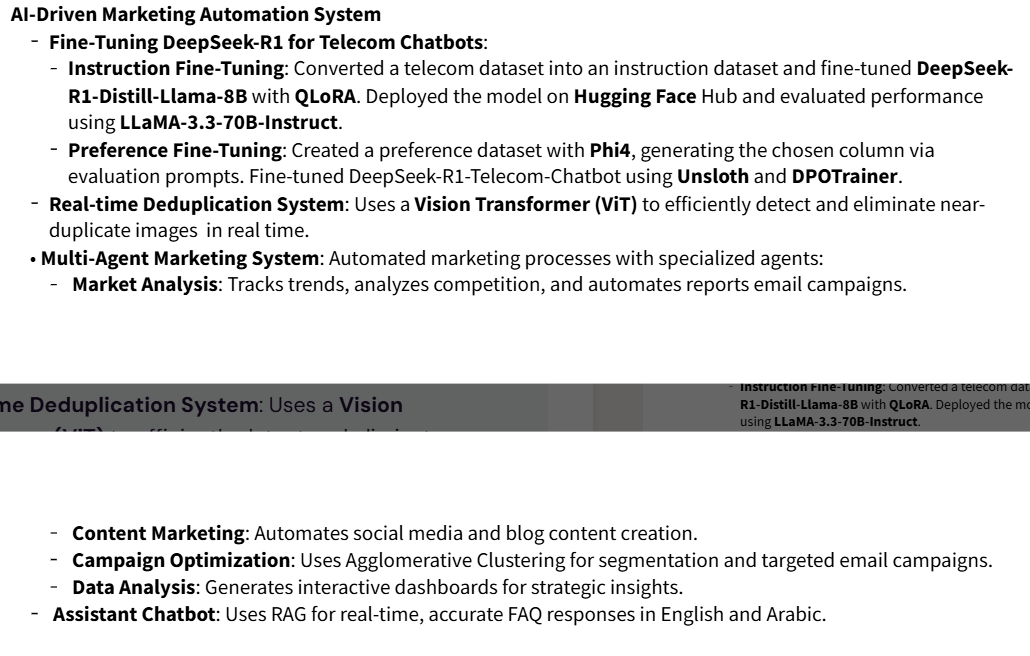 AI-Driven Marketing Automation System
- Fine-Tuning DeepSeek-R1 for Telecom Chatbots:
- Instruction Fine-Tuning: Converted a telecom dataset into an instruction dataset and fine-tuned DeepSeek-
R1-Distill-Llama-8B with QLoRA. Deployed the model on Hugging Face Hub and evaluated performance
using LLaMA-3.3-70B-Instruct.
- Preference Fine-Tuning: Created a preference dataset with Phi4, generating the chosen column via
evaluation prompts. Fine-tuned DeepSeek-R1-Telecom-Chatbot using Unsloth and DPOTrainer.
- Real-time Deduplication System: Uses a Vision Transformer (ViT) to efficiently detect and eliminate near-
duplicate images in real time.
• Multi-Agent Marketing System: Automated marketing processes with specialized agents:
- Market Analysis: Tracks trends, analyzes competition, and automates reports email campaigns.
me Deduplication System: Uses a Vision
- Instruction Fine-Tuning: Converted a telecom dat
R1-Distill-Llama-8B with QLoRA. Deployed the mo
using LLaMA-3.3-70B-Instruct.
- Content Marketing: Automates social media and blog content creation.
- Campaign Optimization: Uses Agglomerative Clustering for segmentation and targeted email campaigns.
- Data Analysis: Generates interactive dashboards for strategic insights.
- Assistant Chatbot: Uses RAG for real-time, accurate FAQ responses in English and Arabic.